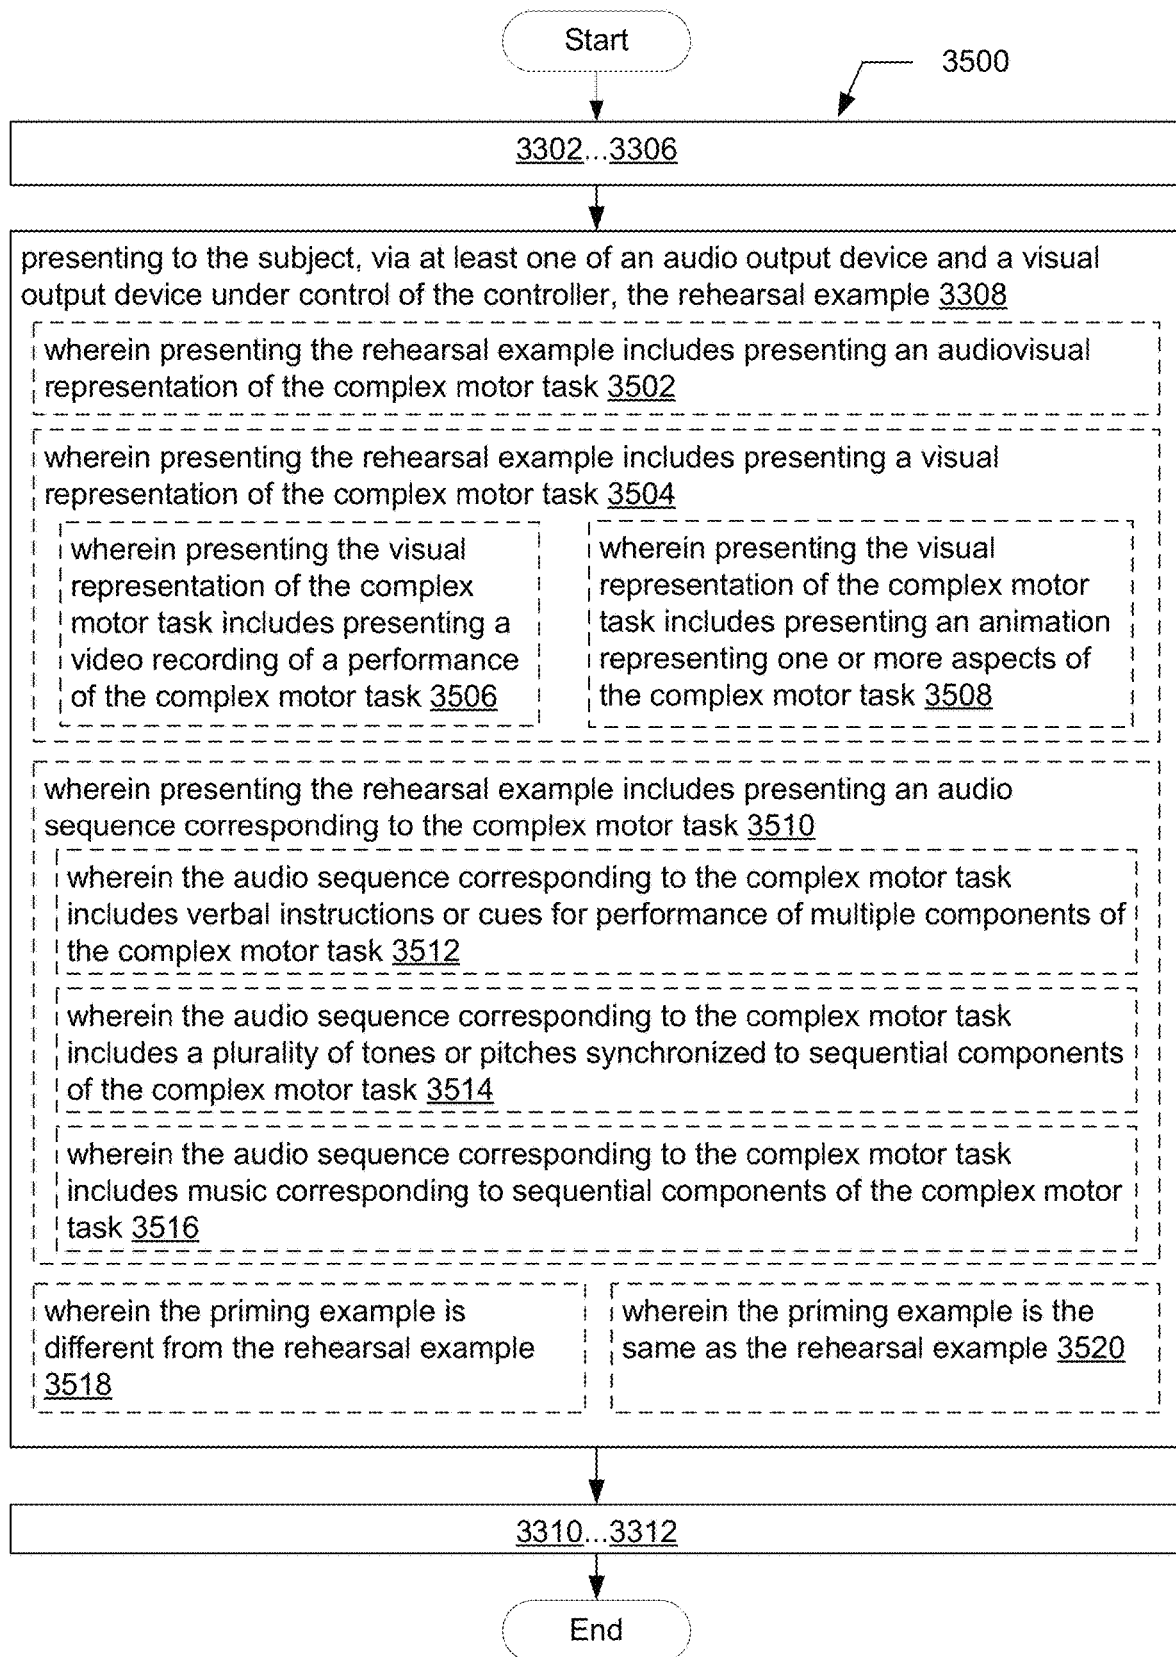 Start
3500
3302...3306
presenting to the subject, via at least one of an audio output device and a visual
output device under control of the controller, the rehearsal example 3308
wherein presenting the rehearsal example includes presenting an audiovisual
representation of the complex motor task 3502
wherein presenting the rehearsal example includes presenting a visual
representation of the complex motor task 3504
wherein presenting the visual
representation of the complex
motor task includes presenting a
video recording of a performance
of the complex motor task 3506
wherein presenting the visual
representation of the complex motor
task includes presenting an animation
representing one or more aspects of
the complex motor task 3508
wherein presenting the rehearsal example includes presenting an audio
sequence corresponding to the complex motor task 3510
wherein the audio sequence corresponding to the complex motor task
includes verbal instructions or cues for performance of multiple components of
the complex motor task 3512
wherein the audio sequence corresponding to the complex motor task
includes a plurality of tones or pitches synchronized to sequential components
of the complex motor task 3514
wherein the audio sequence corresponding to the complex motor task
includes music corresponding to sequential components of the complex motor
task 3516
wherein the priming example is
different from the rehearsal example
3518
wherein the priming example is the
same as the rehearsal example 3520
3310...3312
End